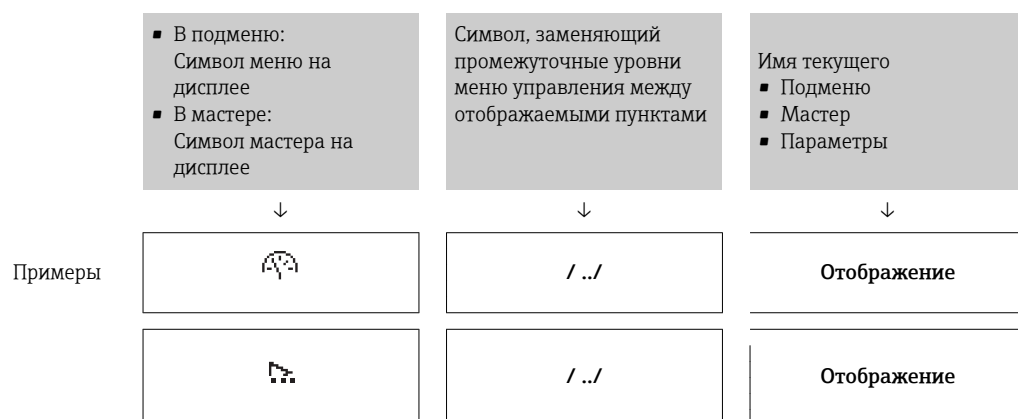 ▪ В подменю:
Символ меню на
дисплее
▪ В мастере:
Символ мастера на
дисплее
Символ, заменяющий
промежуточные уровни
меню управления между
отображаемыми пунктами
Имя текущего
▪ Подменю
▪ Мастер
▪ Параметры
↓ ↓ ↓
Примеры / ../ Отображение
/ ../ Отображение